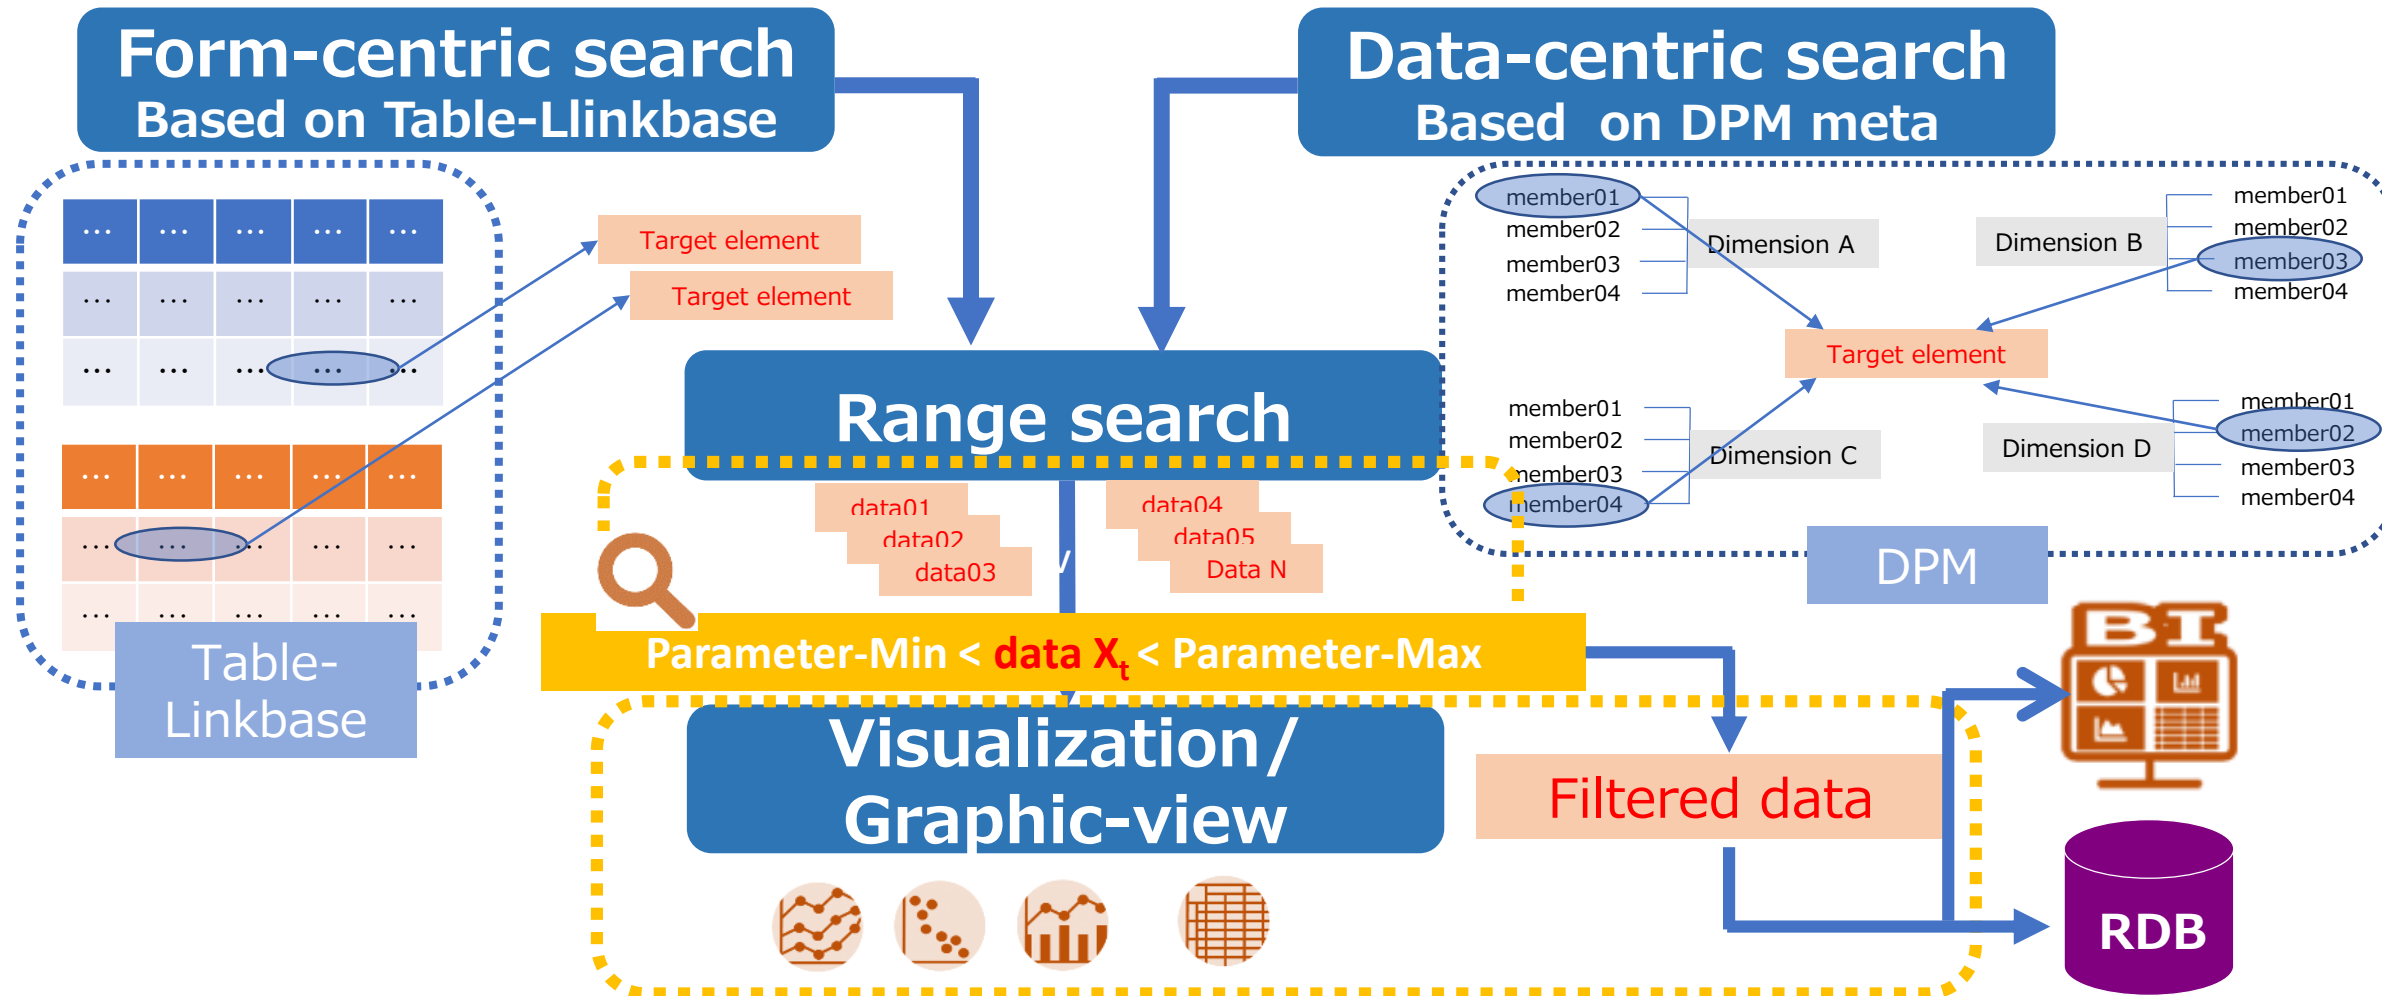 Form-centric search
Based on Table-Llinkbase
Data-centric search
Based on DPM meta
... ... ... ... ...
... ... ... ... ...
... ... ... ... ...
... ... ... ... ...
... ... ... ... ...
... ... ... ... ...
Table-
Linkbase
Target element
Target element
member01
member02
member03
member04
Dimension A
Dimension B
member01
member02
member03
member04
Target element
member01
member02
member03
member04
Dimension C
Dimension D
member01
member02
member03
member04
DPM
Range search
data01
data02
data03
data04
data05
Data N
Parameter-Min < data Xt < Parameter-Max
Visualization/
Graphic-view
Filtered data
BI
RDB